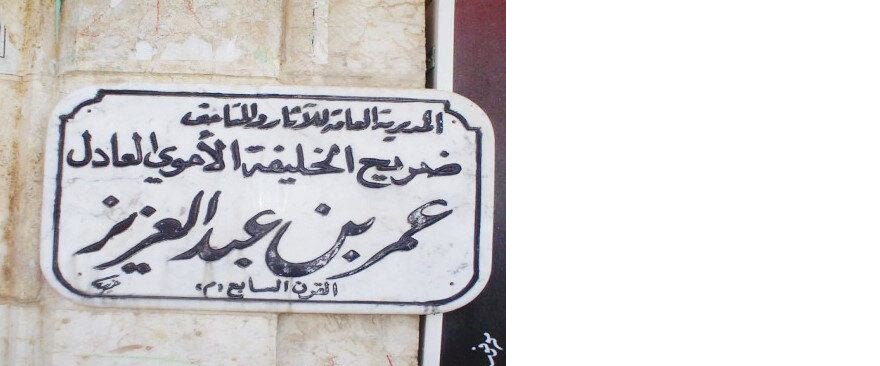 المديرية العامة للآثار والمتاحف
ضريح الخليفة الأموي العادل
عمر بن عبد العزيز
القرن السابع "م"